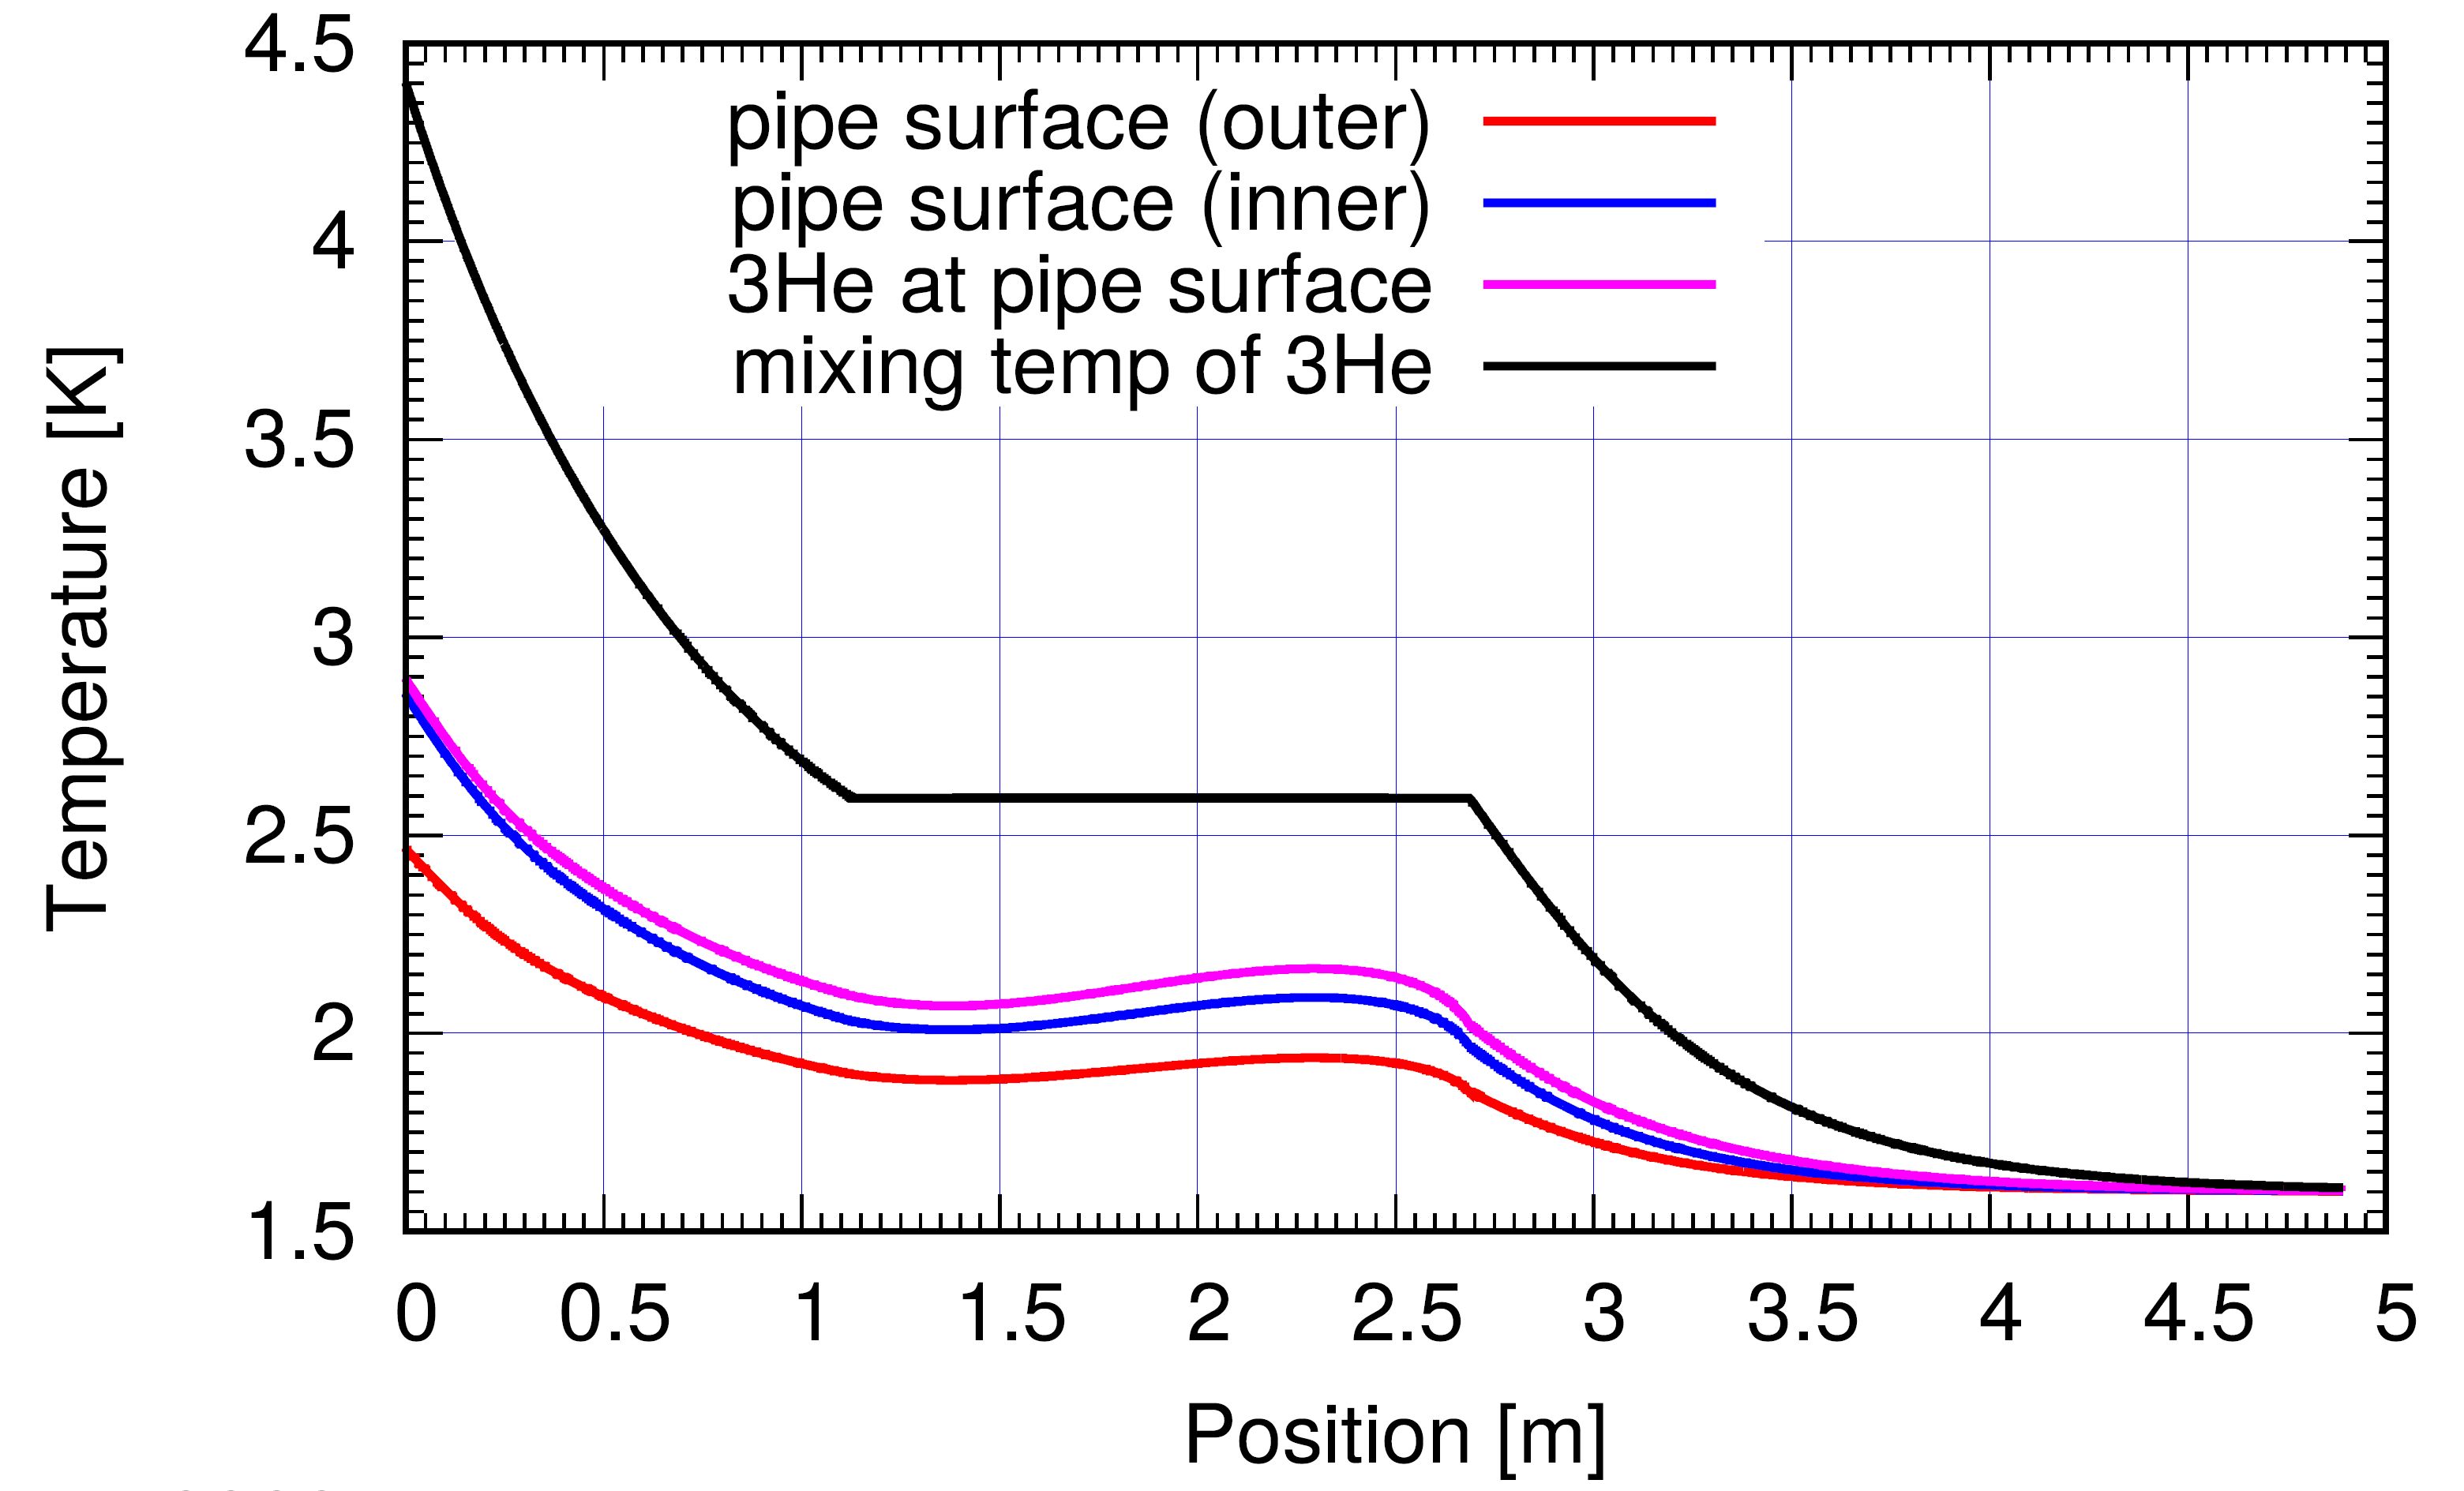 4.5
4
3.5
3
2.5
2
1.5
Temperature [K]
pipe surface (outer)
pipe surface (inner)
3He at pipe surface
mixing temp of 3He
0 0.5 1 1.5 2 2.5 3 3.5 4 4.5 5
Position [m]